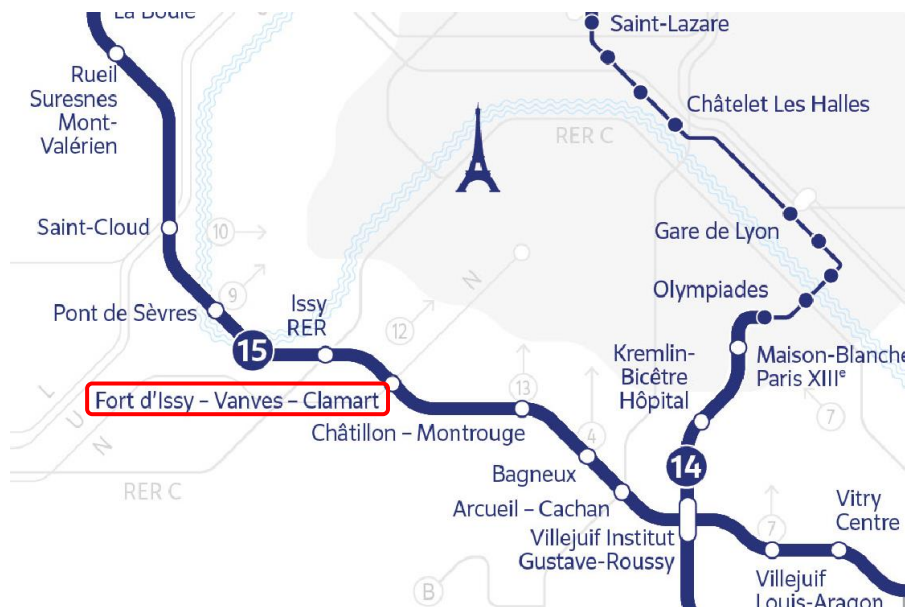 La Boule
Saint-Lazare
Rueil
Suresnes
Mont-
Valérien
Châtelet Les Halles
RER C
Saint-Cloud
10
Gare de Lyon
9
Issy
RER
Pont de Sèvres
N
Olympiades
12
15
Kremlin-
Bicêtre
Hôpital
Maison-Blanche
Paris XIIIᵉ
L
Fort d'Issy – Vanves – Clamart
13
7
U
Châtillon – Montrouge
4
N
14
RER C
Bagneux
Arcueil – Cachan
Vitry
Centre
Villejuif Institut
Gustave-Roussy
7
B
Villejuif
Louis-Aragon